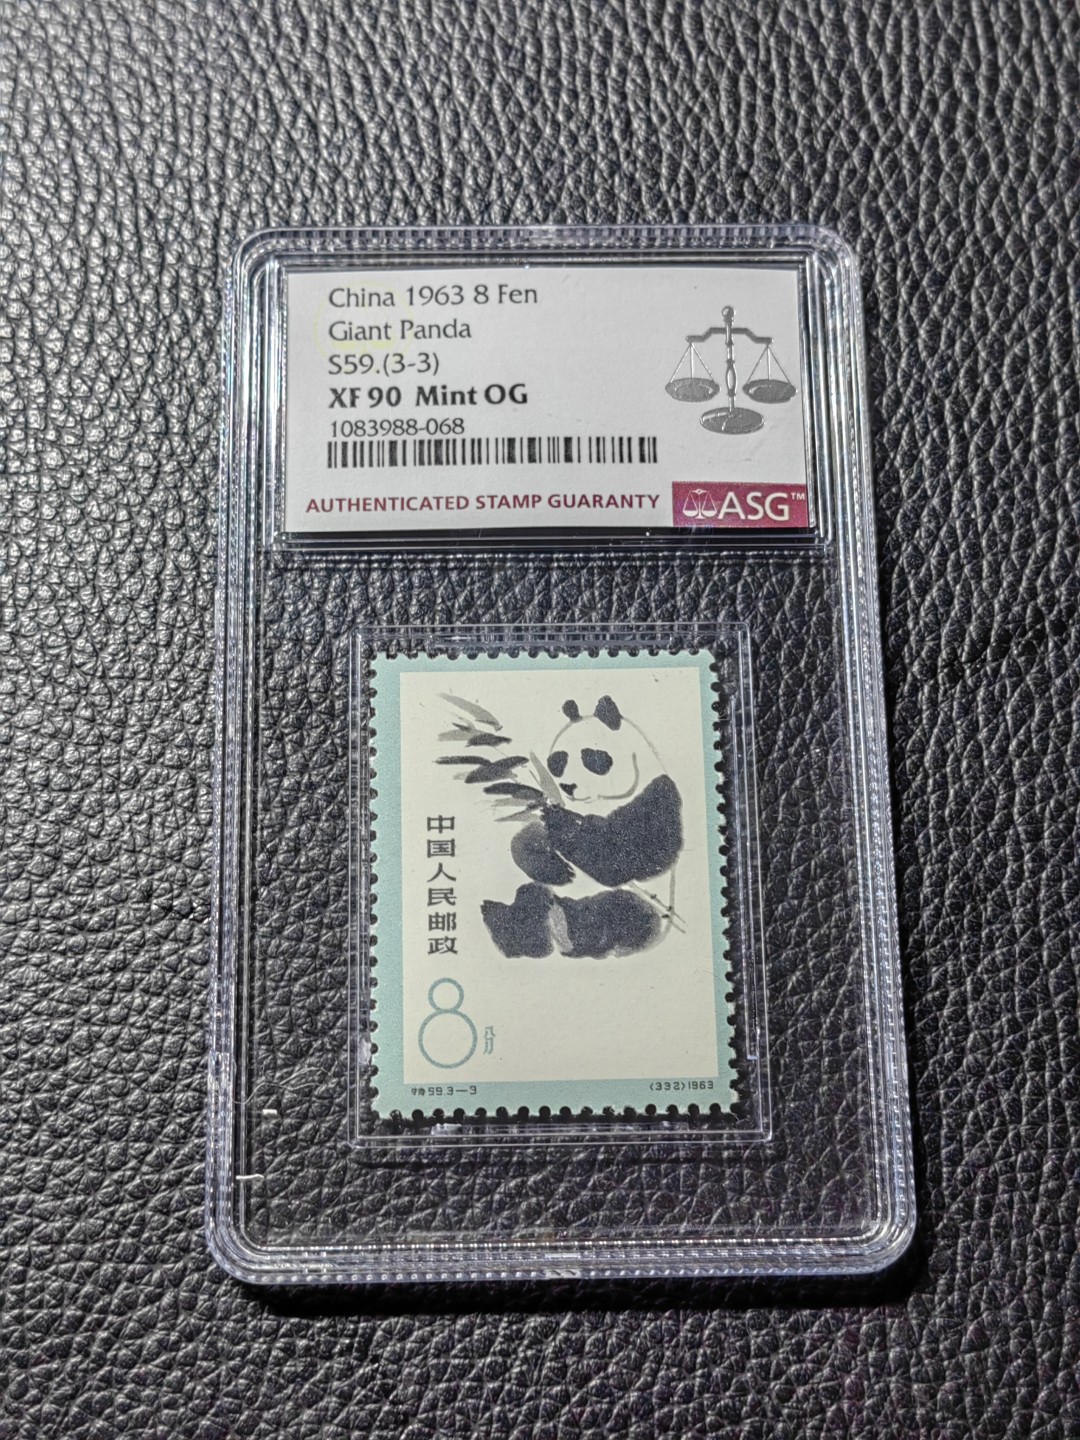 China 1963 8 Fen
Giant Panda
S59.(3-3)
XF 90 Mint OG
1083988-068
AUTHENTICATED STAMP GUARANTY
ASG™
中国人民邮政
8分
特59.3—3
(332)1963